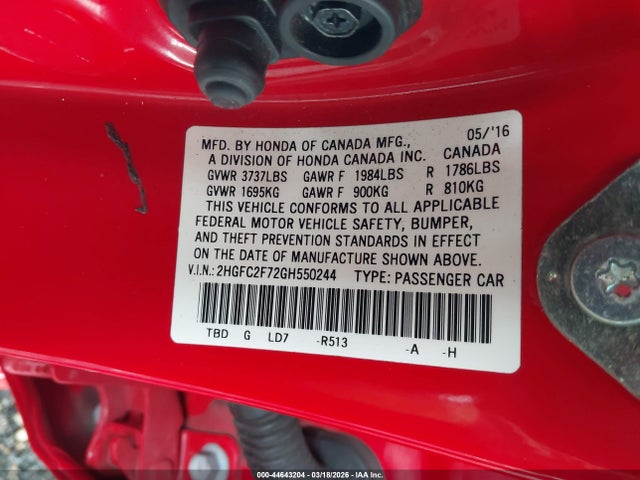 05/'16
MFD. BY HONDA OF CANADA MFG.,
A DIVISION OF HONDA CANADA INC. CANADA
GVWR 3737LBS GAWR F 1984LBS R 1786LBS
GVWR 1695KG GAWR F 900KG R 810KG
THIS VEHICLE CONFORMS TO ALL APPLICABLE
FEDERAL MOTOR VEHICLE SAFETY, BUMPER,
AND THEFT PREVENTION STANDARDS IN EFFECT
ON THE DATE OF MANUFACTURE SHOWN ABOVE.
V.I.N.: 2HGFC2F72GH550244 TYPE: PASSENGER CAR
TBD G LD7 -R513 -A -H
000-44643204 | 03/18/2026 - IAA Inc.